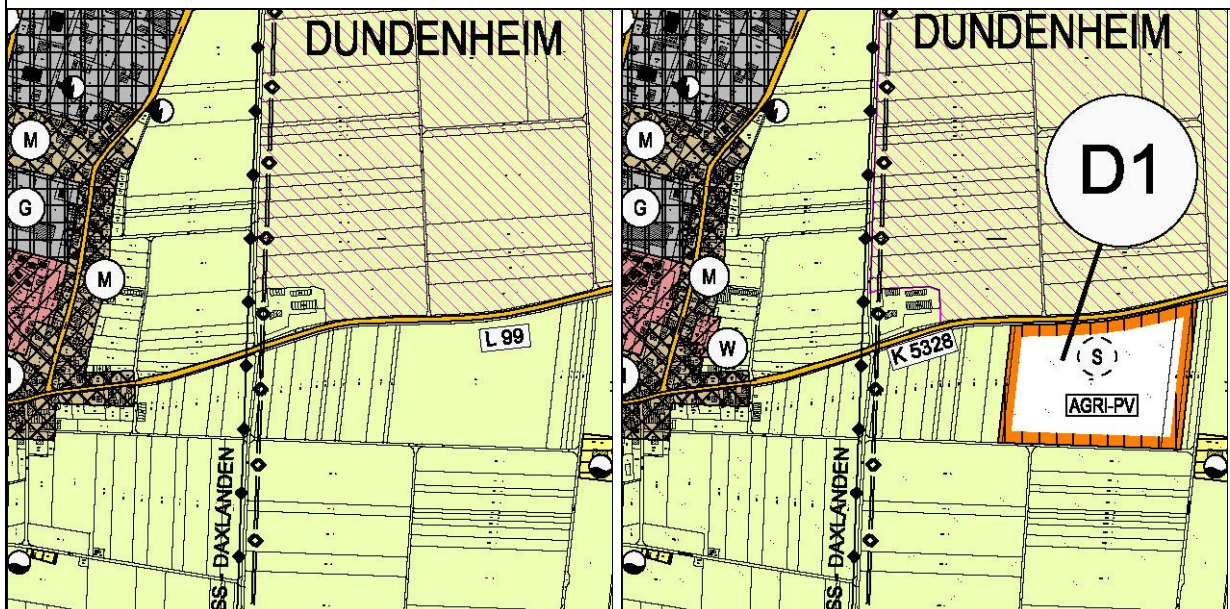 DUNDENHEIM
M
G
M
L 99
SS - DAXLANDEN
DUNDENHEIM
D1
M
G
M
W
K 5328
S
AGRI-PV
SS - DAXLANDEN